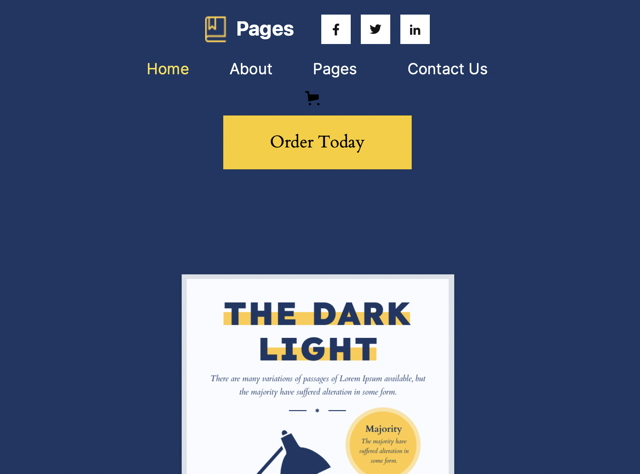 Pages
Home About Pages Contact Us
Order Today
THE DARK
LIGHT
There are many variations of passages of Lorem Ipsum available, but
the majority have suffered alteration in some form.
Majority
The majority have
suffered alteration in
some form.